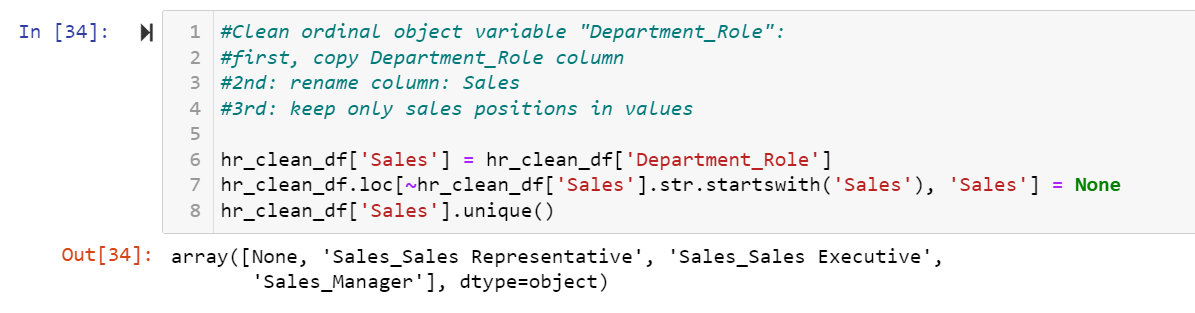 In [34]:
1 #Clean ordinal object variable "Department_Role":
2 #first, copy Department_Role column
3 #2nd: rename column: Sales
4 #3rd: keep only sales positions in values
5
6 hr_clean_df['Sales'] = hr_clean_df['Department_Role']
7 hr_clean_df.loc[~hr_clean_df['Sales'].str.startswith('Sales'), 'Sales'] = None
8 hr_clean_df['Sales'].unique()
Out[34]: array([None, 'Sales_Sales Representative', 'Sales_Sales Executive',
'Sales_Manager'], dtype=object)